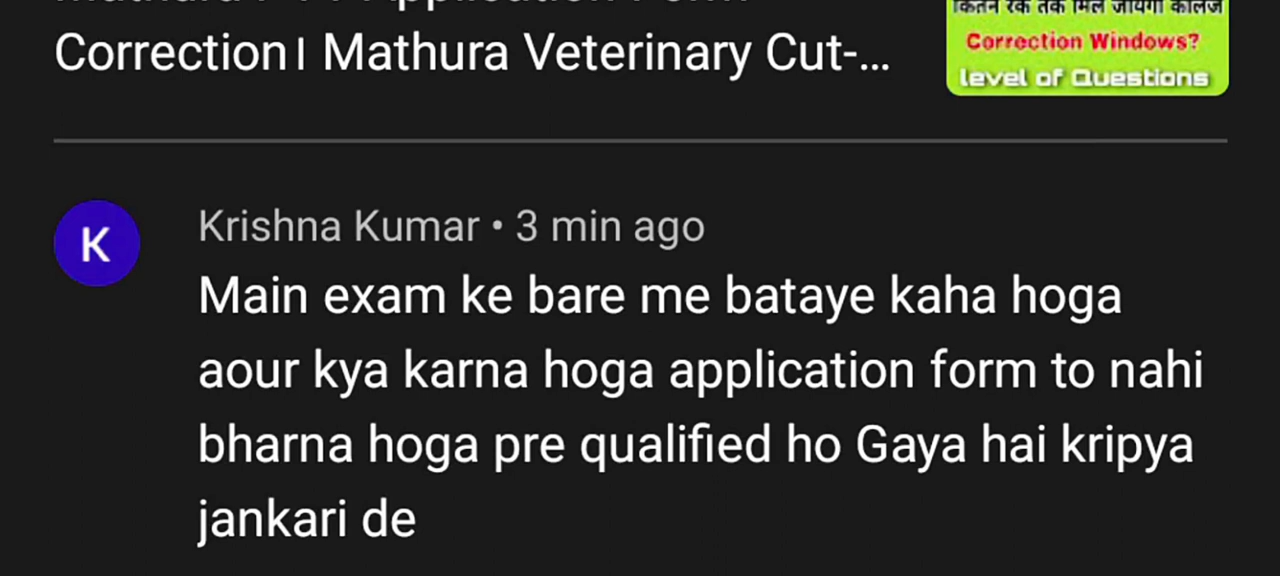 Correction। Mathura Veterinary Cut-...
Correction Windows?
level of Questions
Krishna Kumar • 3 min ago
Main exam ke bare me bataye kaha hoga
aour kya karna hoga application form to nahi
bharna hoga pre qualified ho Gaya hai kripya
jankari de
K